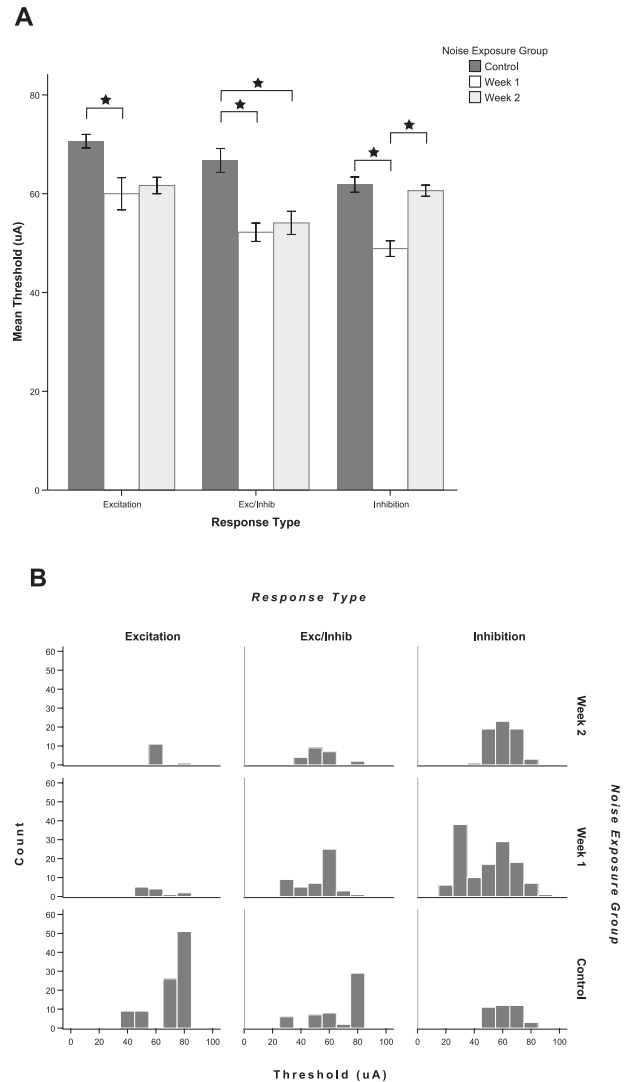 A
Noise Exposure Group
Control
Week 1
Week 2
80
60
40
20
0
Mean Threshold (uA)
Excitation
Exc/Inhib
Inhibition
Response Type
B
Response Type
Excitation
Exc/Inhib
Inhibition
60
50
40
30
20
10
0
Week 2
60
50
40
30
20
10
0
Week 1
60
50
40
30
20
10
0
Control
Count
Noise Exposure Group
0 20 40 60 80 100
0 20 40 60 80 100
0 20 40 60 80 100
Threshold (uA)